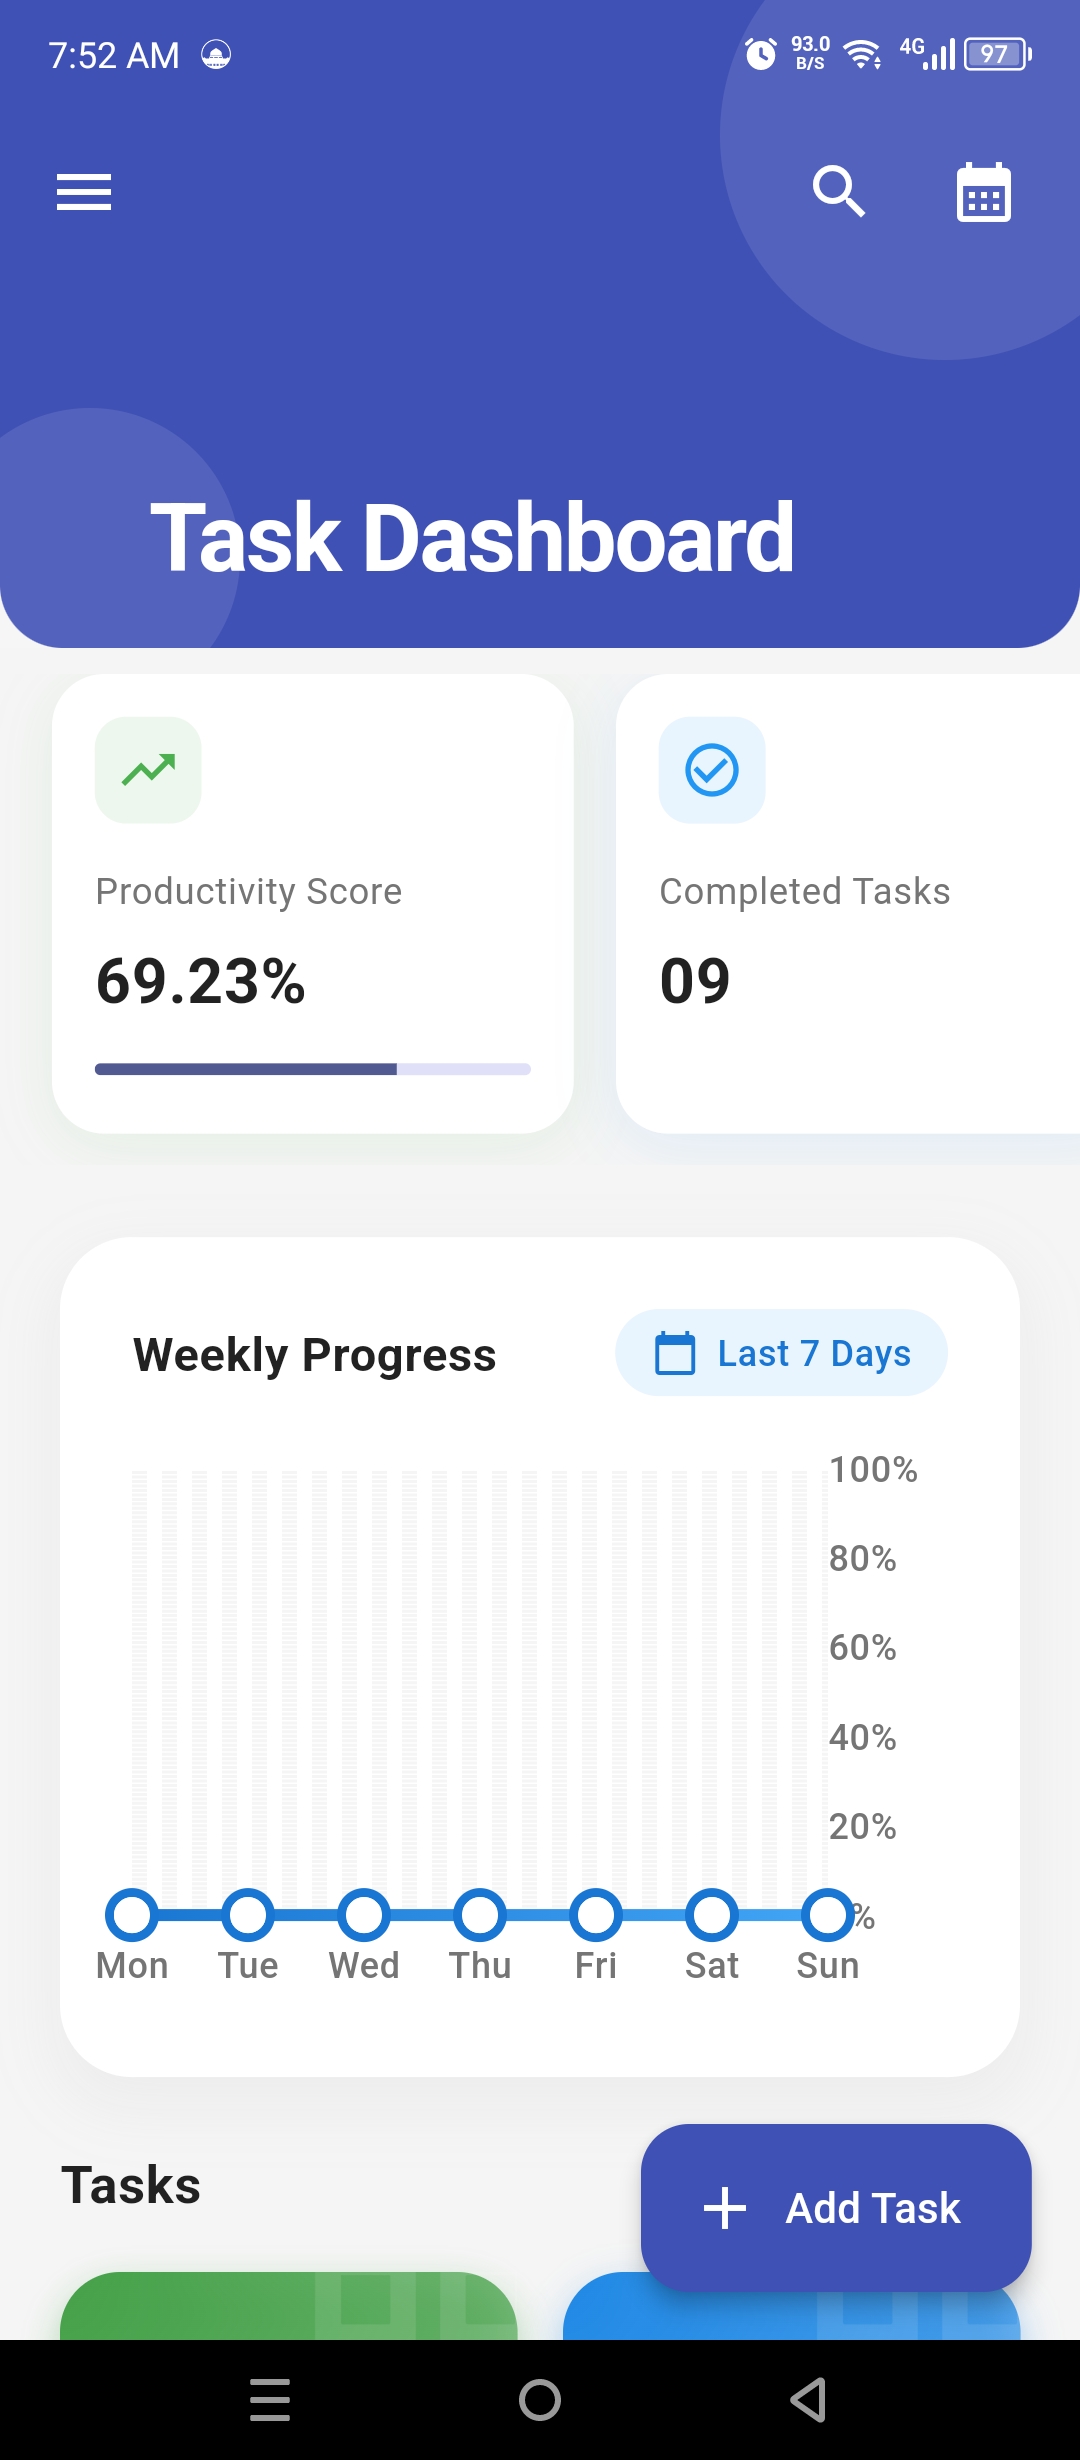 7:52 AM 93.0 B/S 4G 97
Task Dashboard
Productivity Score
69.23%
Completed Tasks
09
Weekly Progress
Last 7 Days
100%
80%
60%
40%
20%
%
Mon Tue Wed Thu Fri Sat Sun
Tasks
Add Task